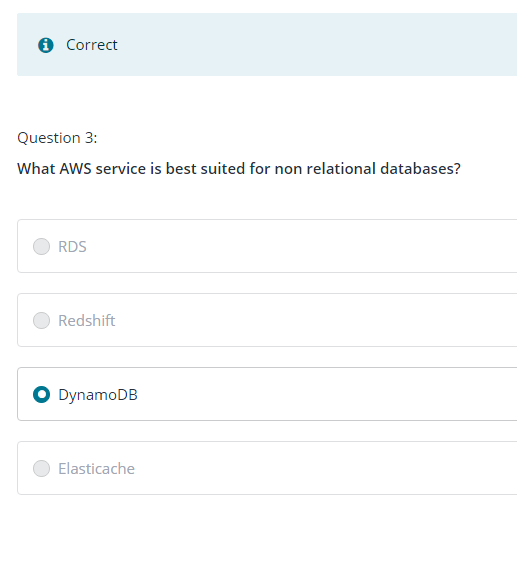 Correct
Question 3:
What AWS service is best suited for non relational databases?
RDS
Redshift
DynamoDB
Elasticache